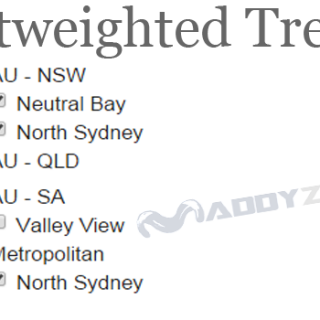 tweighted Tre
AU - NSW
Neutral Bay
North Sydney
AU - QLD
AU - SA
Valley View
ADDYZ
Metropolitan
North Sydney